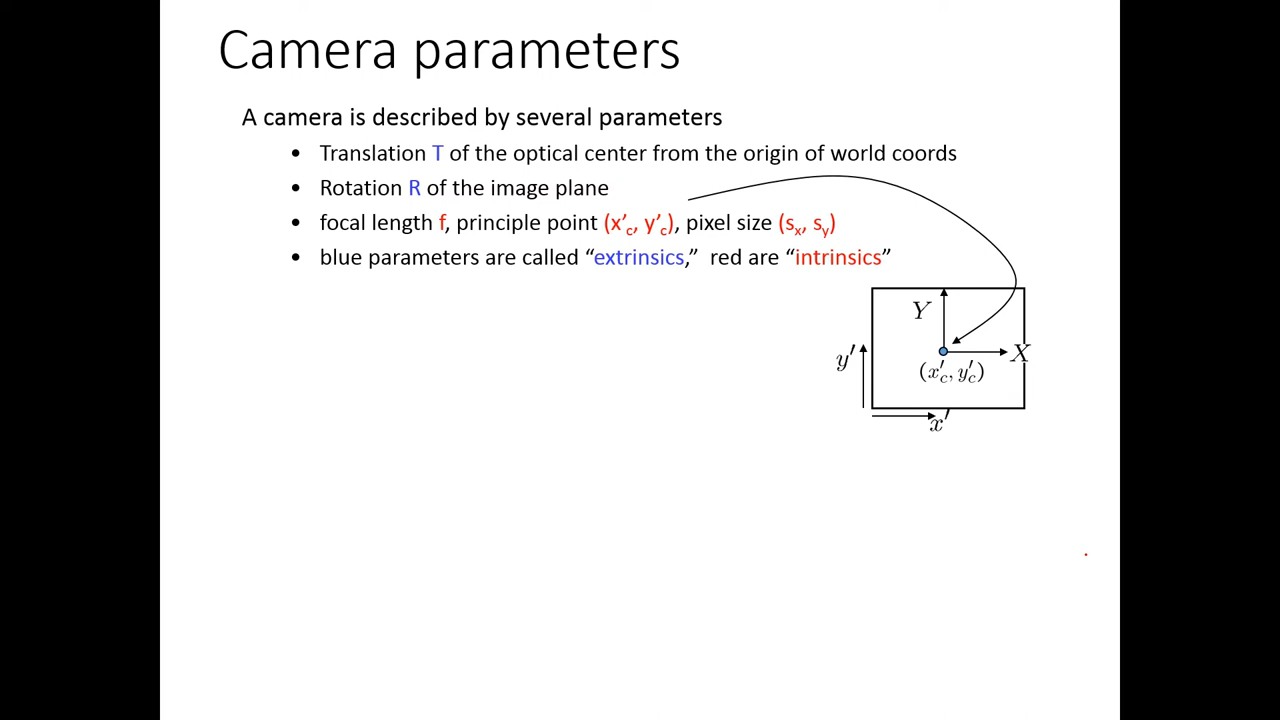 Camera parameters
A camera is described by several parameters
• Translation T of the optical center from the origin of world coords
• Rotation R of the image plane
• focal length f, principle point (x’c, y’c), pixel size (sx, sy)
• blue parameters are called “extrinsics,” red are “intrinsics”
Y
y′
X
(x′c, y′c)
x′